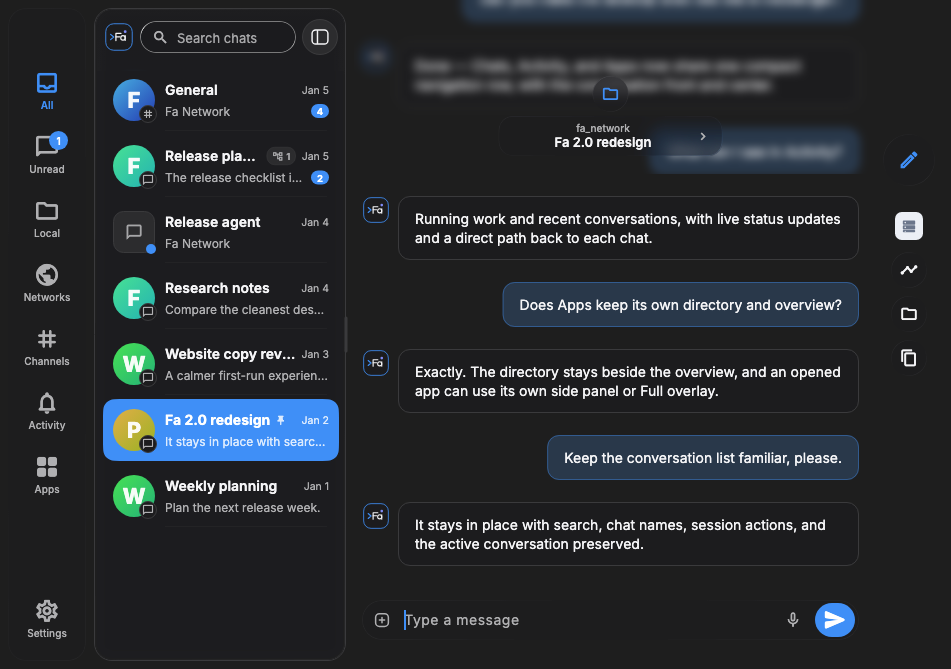 All
1
Unread
Local
Networks
Channels
Activity
Apps
Settings
>Fa
Search chats
F
General
Jan 5
Fa Network
4
F
Release pla...
1
Jan 5
The release checklist i...
2
Release agent
Jan 4
Fa Network
F
Research notes
Jan 4
Compare the cleanest des...
W
Website copy rev...
Jan 3
A calmer first-run experien...
P
Fa 2.0 redesign
Jan 2
It stays in place with searc...
W
Weekly planning
Jan 1
Plan the next release week.
fa_network
Fa 2.0 redesign
>Fa
Running work and recent conversations, with live status updates
and a direct path back to each chat.
Does Apps keep its own directory and overview?
>Fa
Exactly. The directory stays beside the overview, and an opened
app can use its own side panel or Full overlay.
Keep the conversation list familiar, please.
>Fa
It stays in place with search, chat names, session actions, and
the active conversation preserved.
Type a message